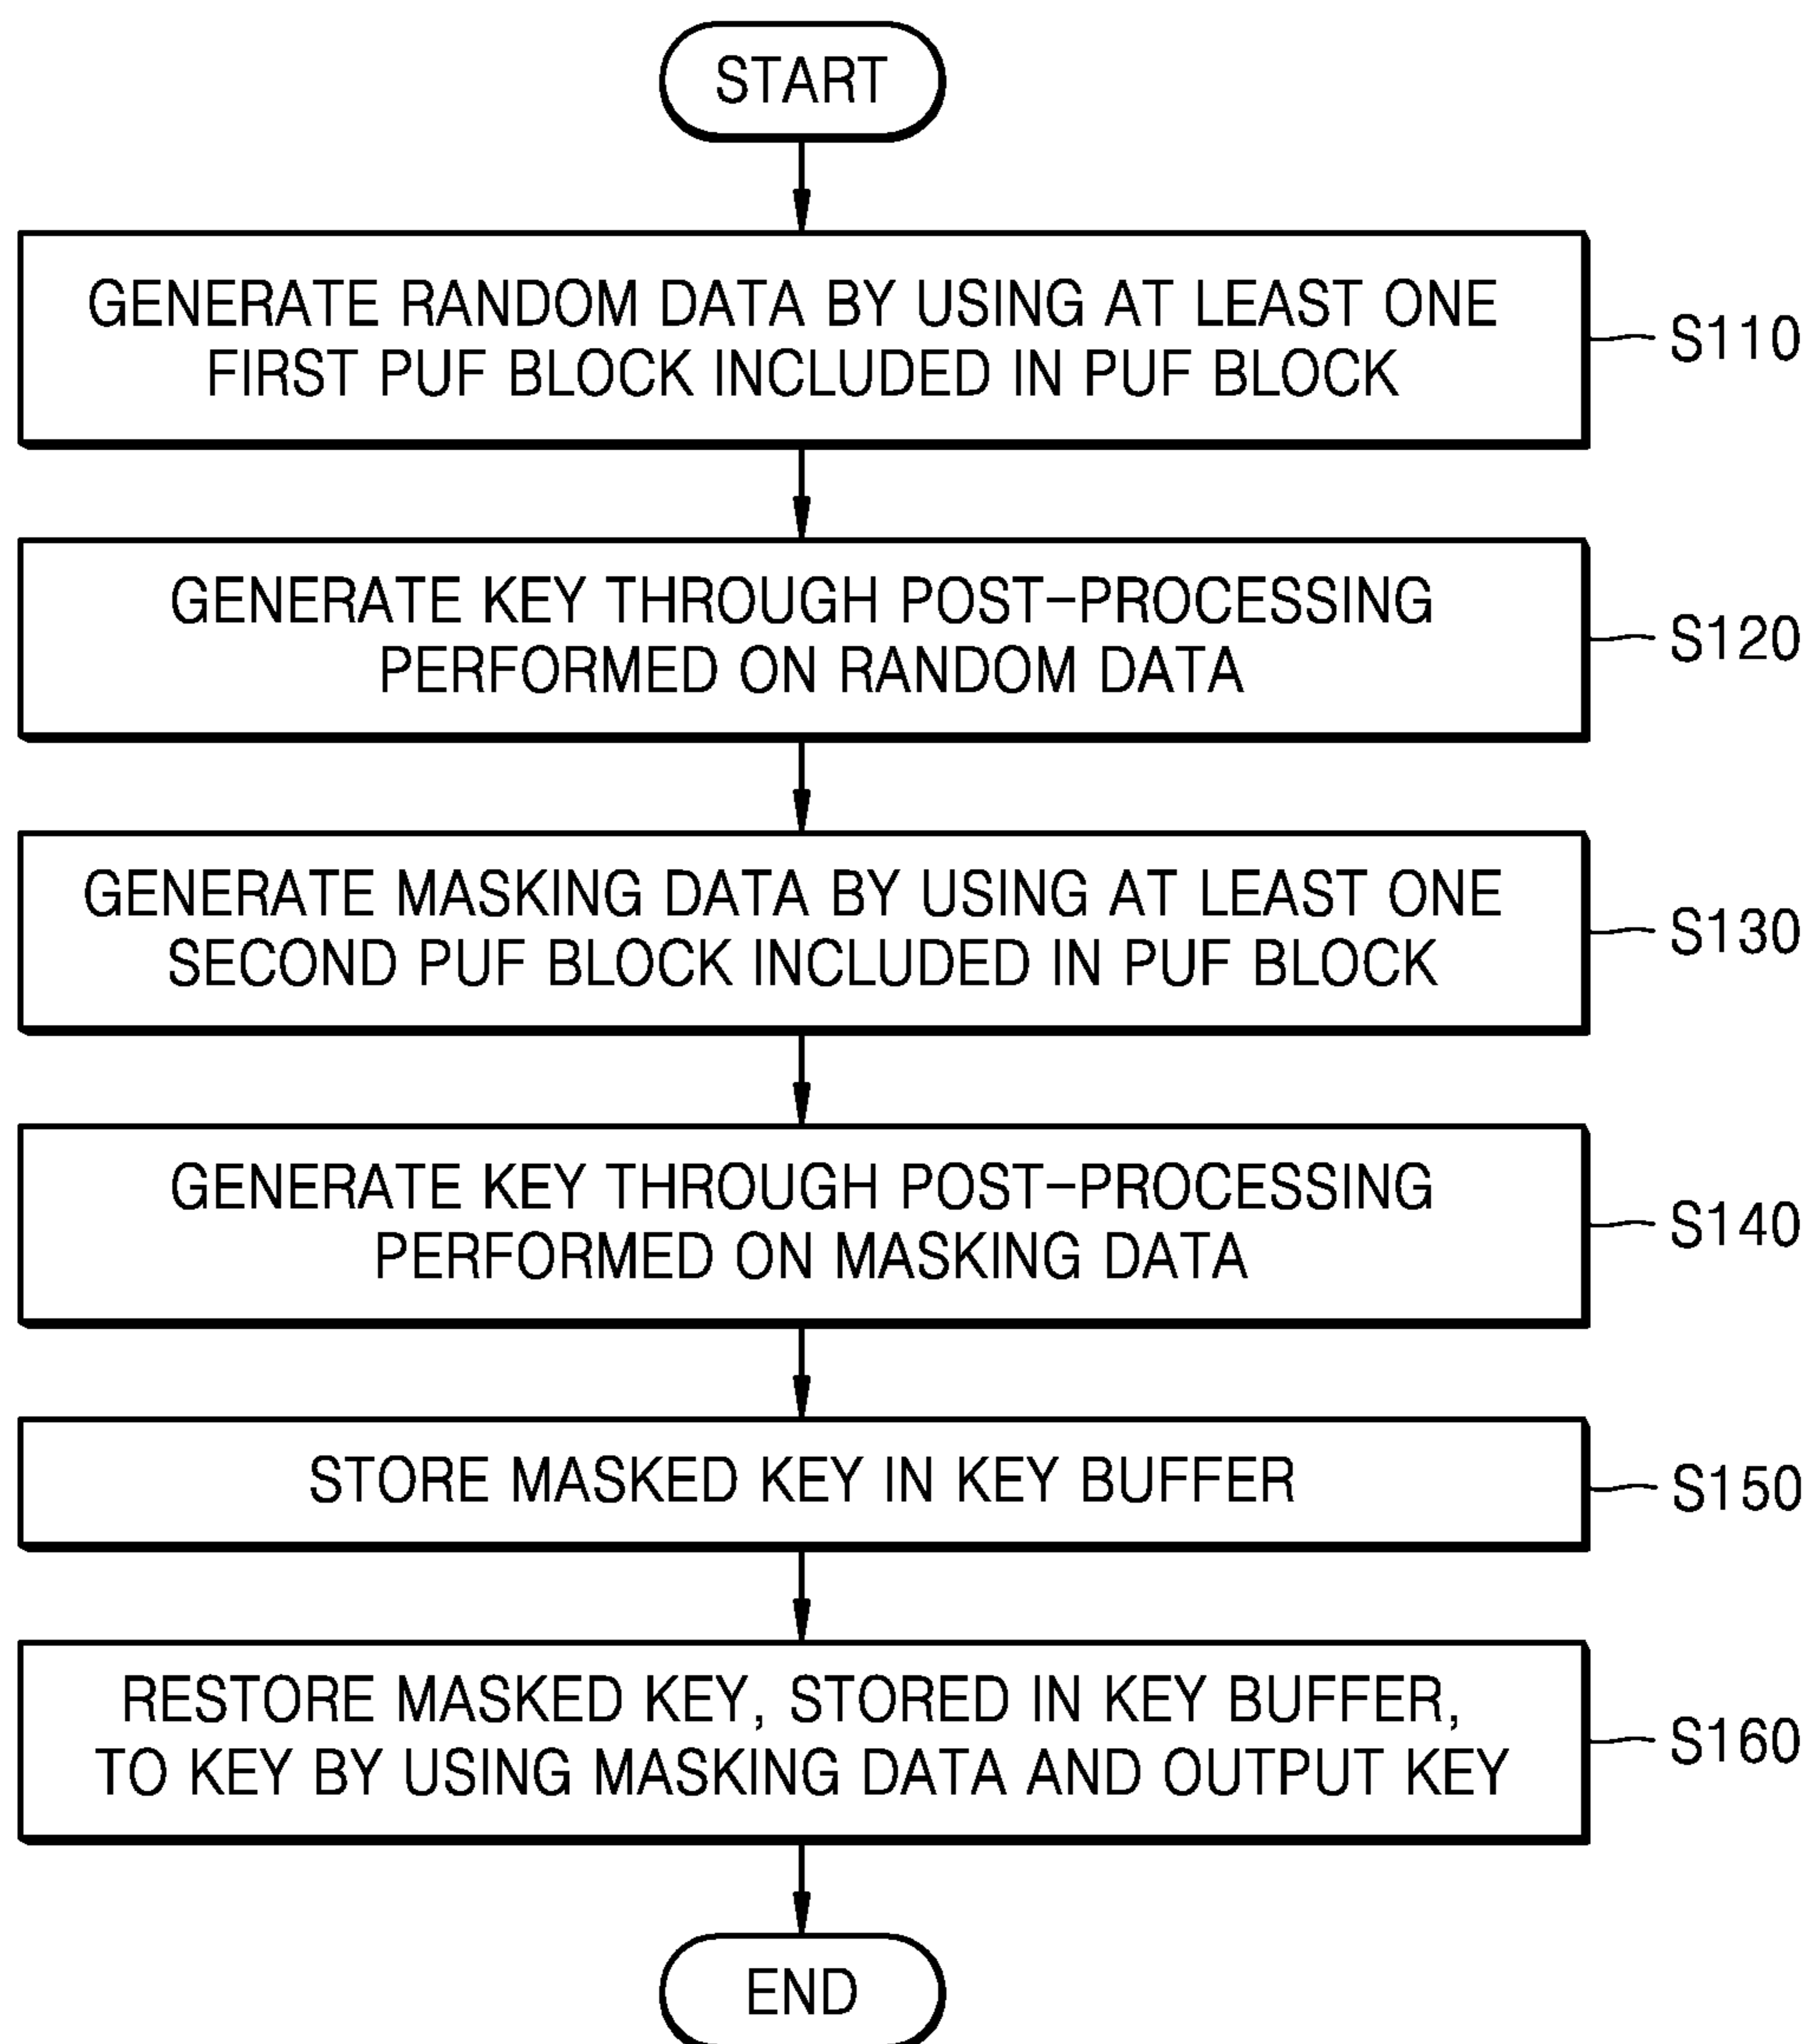 START
GENERATE RANDOM DATA BY USING AT LEAST ONE
FIRST PUF BLOCK INCLUDED IN PUF BLOCK
S110
GENERATE KEY THROUGH POST-PROCESSING
PERFORMED ON RANDOM DATA
S120
GENERATE MASKING DATA BY USING AT LEAST ONE
SECOND PUF BLOCK INCLUDED IN PUF BLOCK
S130
GENERATE KEY THROUGH POST-PROCESSING
PERFORMED ON MASKING DATA
S140
STORE MASKED KEY IN KEY BUFFER
S150
RESTORE MASKED KEY, STORED IN KEY BUFFER,
TO KEY BY USING MASKING DATA AND OUTPUT KEY
S160
END